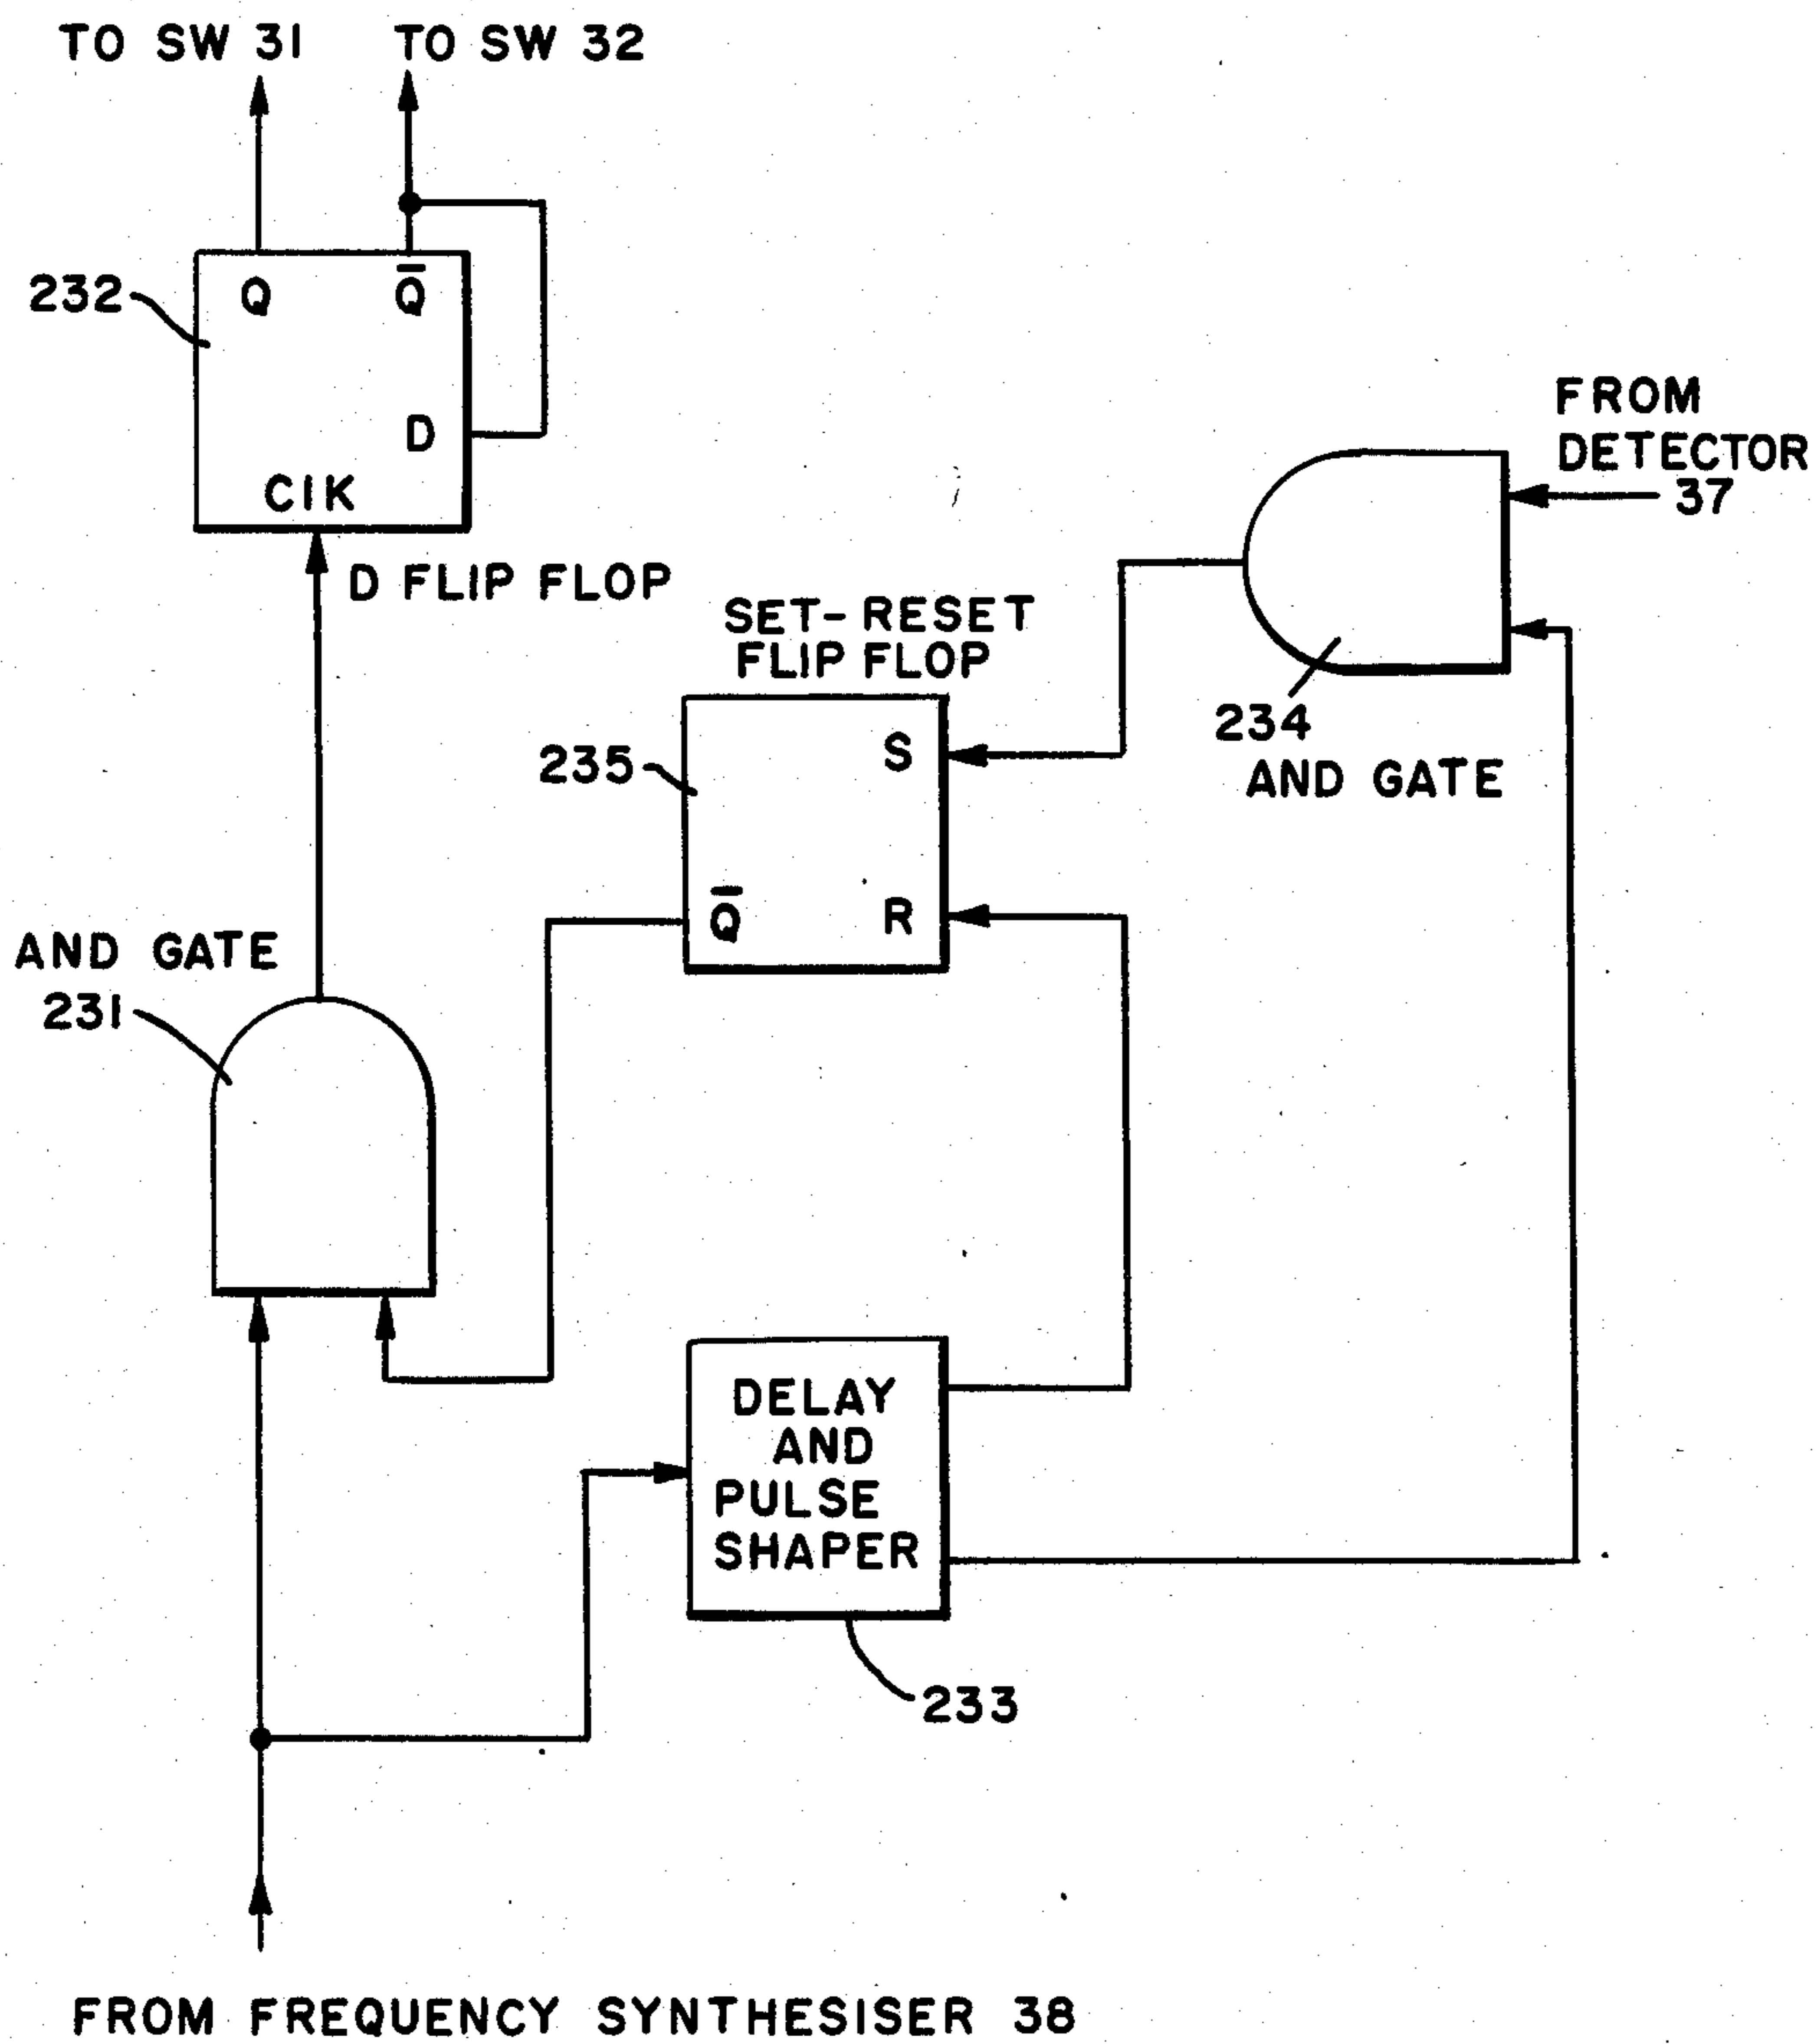 TO SW 31
TO SW 32
232
Q
Q̅
D
CIK
D FLIP FLOP
FROM
DETECTOR
37
234
AND GATE
SET-RESET
FLIP FLOP
235
S
Q̅
R
AND GATE
231
DELAY
AND
PULSE
SHAPER
233
FROM FREQUENCY SYNTHESISER 38